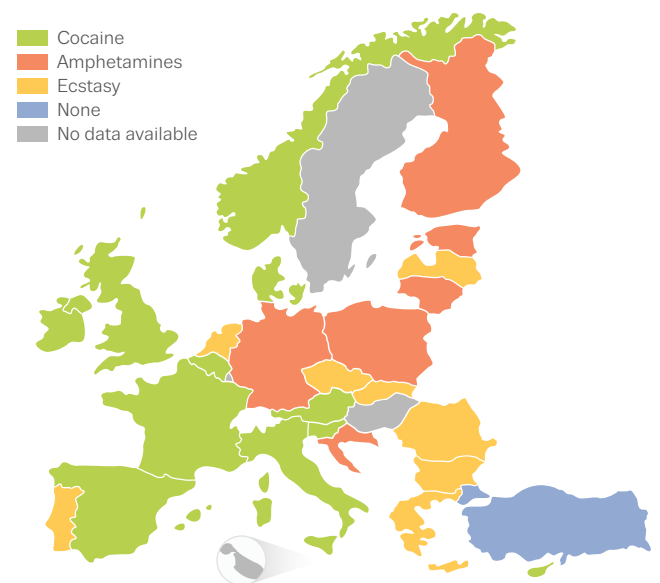 Cocaine
Amphetamines
Ecstasy
None
No data available